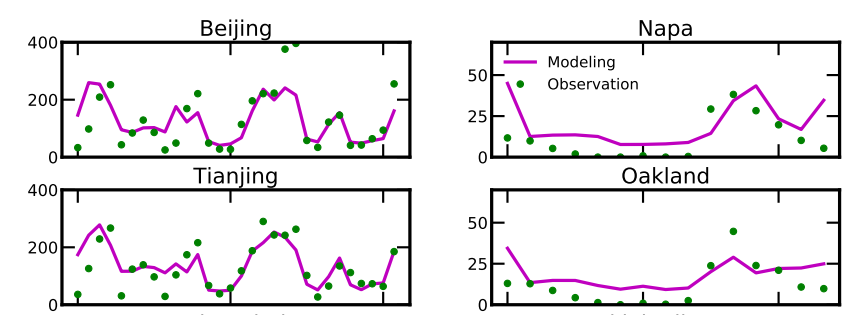 Beijing
400
200
0
Napa
50
25
0
Modeling
Observation
Tianjing
400
200
0
Oakland
50
25
0